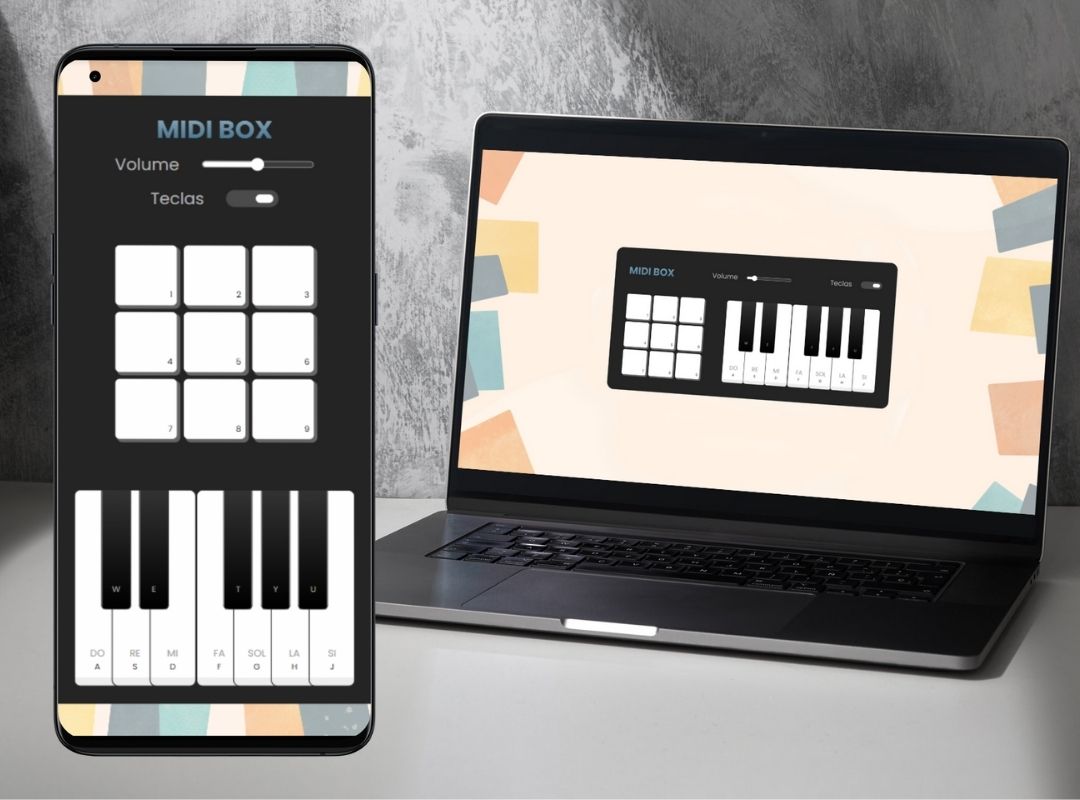 MIDI BOX
Volume
Teclas
1 2 3
4 5 6
7 8 9
W E T Y U
DO RE MI FA SOL LA SI
A S D F G H J
MIDI BOX
Volume
Teclas
DO RE MI FA SOL LA SI